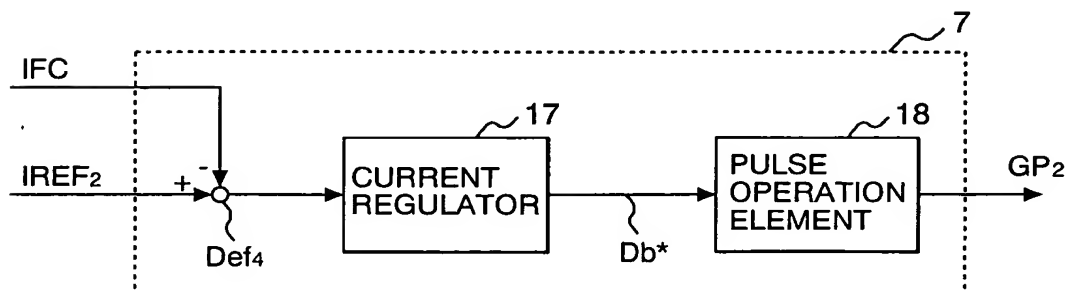 7
IFC
17
18
-
IREF2
+
CURRENT
REGULATOR
PULSE
OPERATION
ELEMENT
GP2
Def4
Db*